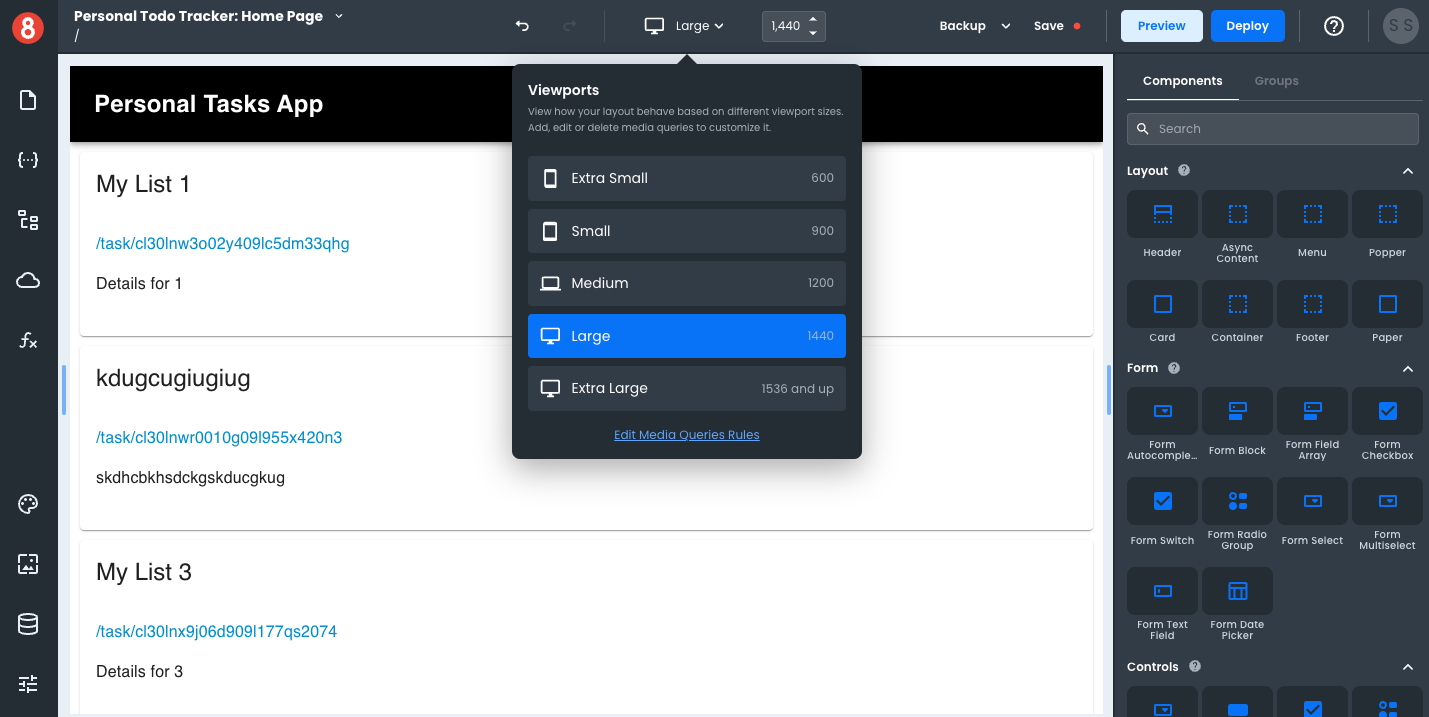 8
Personal Todo Tracker: Home Page
/
Large
1,440
Backup
Save
Preview
Deploy
?
S S
Personal Tasks App
My List 1
/task/cl30lnw3o02y409lc5dm33qhg
Details for 1
kdugcugiugiug
/task/cl30lnwr0010g09l955x420n3
skdhcbkhsdckgskducgkug
My List 3
/task/cl30lnx9j06d909l177qs2074
Details for 3
Viewports
View how your layout behave based on different viewport sizes.
Add, edit or delete media queries to customize it.
Extra Small 600
Small 900
Medium 1200
Large 1440
Extra Large 1536 and up
Edit Media Queries Rules
Components Groups
Search
Layout ?
Header
Async
Content
Menu
Popper
Card
Container
Footer
Paper
Form ?
Form
Autocomple...
Form Block
Form Field
Array
Form
Checkbox
Form Switch
Form Radio
Group
Form Select
Form
Multiselect
Form Text
Field
Form Date
Picker
Controls ?